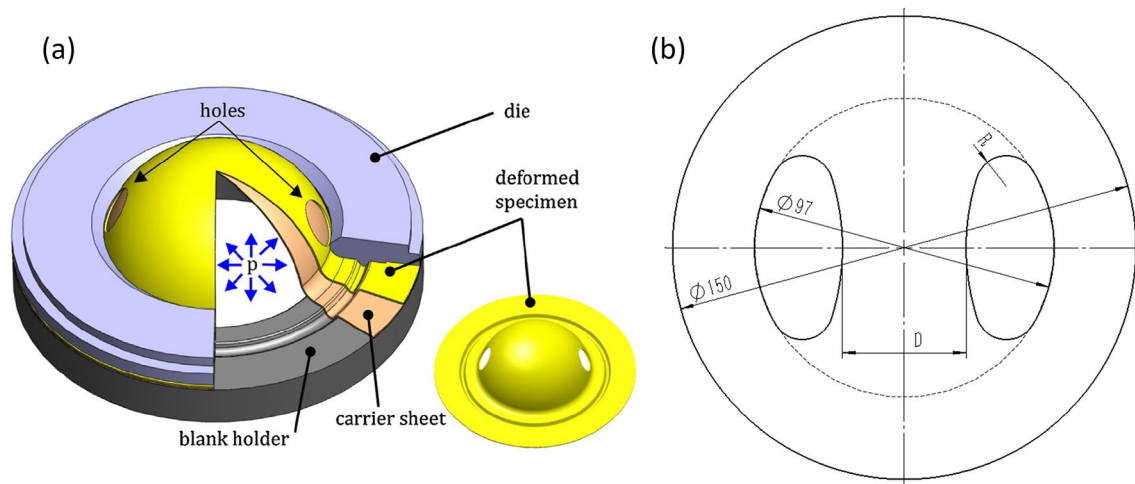 (a)
holes
die
deformed
specimen
p
carrier sheet
blank holder
(b)
R
Ø97
Ø150
D